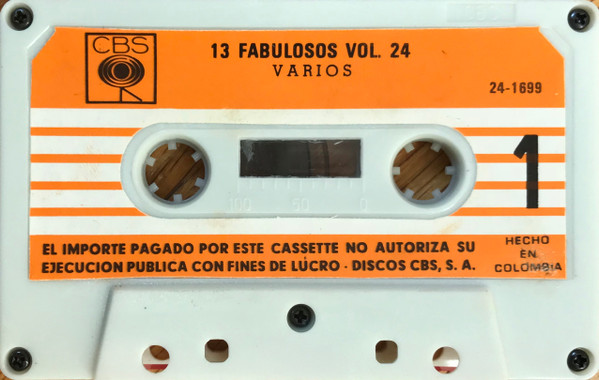 CBS
13 FABULOSOS VOL. 24
VARIOS
24-1699
1
100 50 0
EL IMPORTE PAGADO POR ESTE CASSETTE NO AUTORIZA SU
EJECUCION PUBLICA CON FINES DE LÚCRO · DISCOS CBS, S. A.
HECHO
EN
COLOMBIA